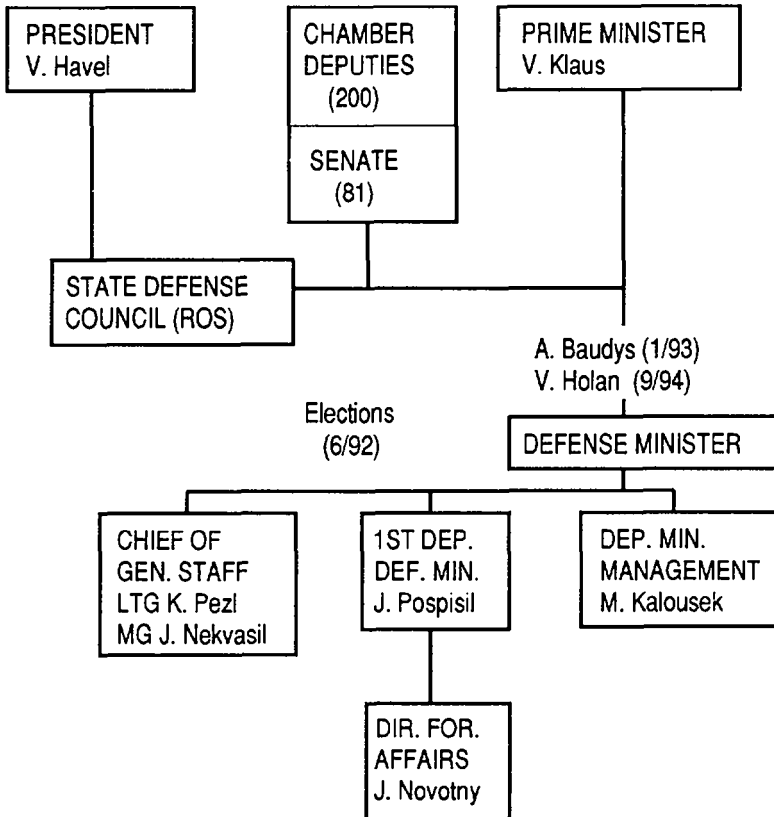 PRESIDENT
V. Havel
CHAMBER
DEPUTIES
(200)
SENATE
(81)
PRIME MINISTER
V. Klaus
STATE DEFENSE
COUNCIL (ROS)
A. Baudys (1/93)
V. Holan (9/94)
Elections
(6/92)
DEFENSE MINISTER
CHIEF OF
GEN. STAFF
LTG K. Pezl
MG J. Nekvasil
1ST DEP.
DEF. MIN.
J. Pospisil
DEP. MIN.
MANAGEMENT
M. Kalousek
DIR. FOR.
AFFAIRS
J. Novotny